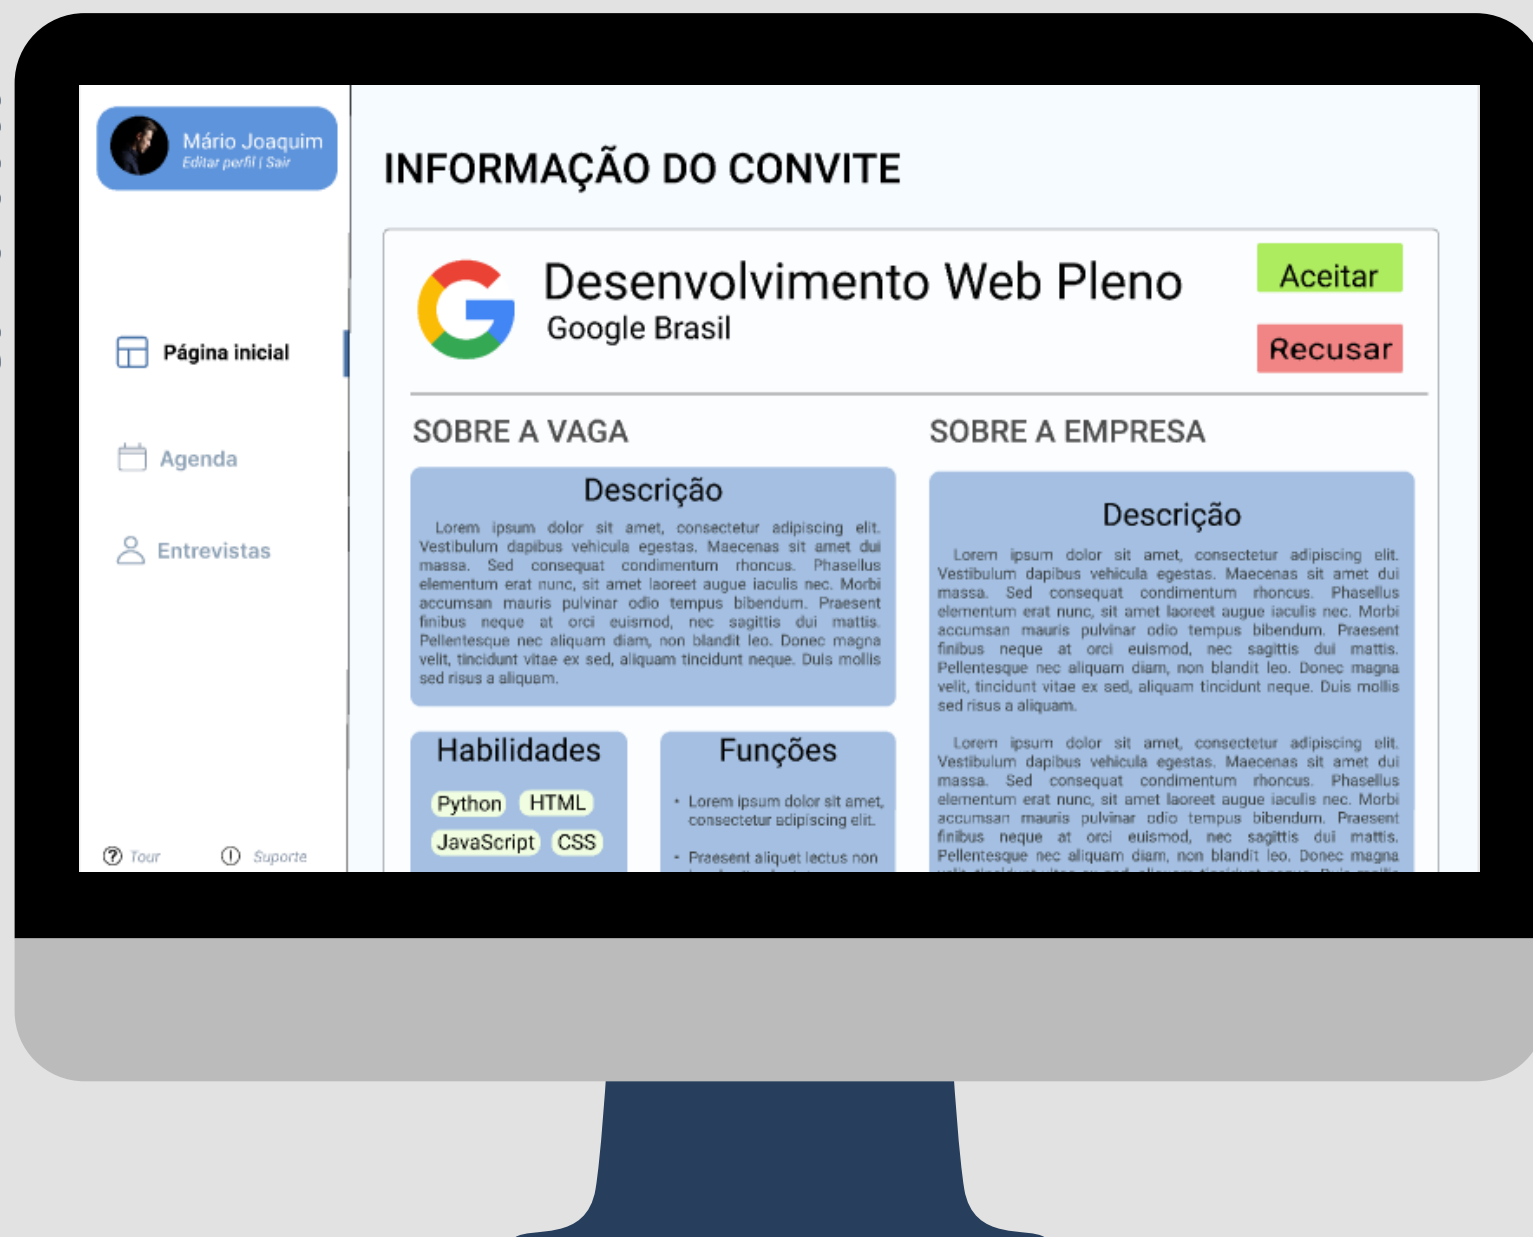 Mário Joaquim
Editar perfil | Sair
Página inicial
Agenda
Entrevistas
Tour
Suporte
INFORMAÇÃO DO CONVITE
Desenvolvimento Web Pleno
Google Brasil
Aceitar
Recusar
SOBRE A VAGA
Descrição
Lorem ipsum dolor sit amet, consectetur adipiscing elit.
Vestibulum dapibus vehicula egestas. Maecenas sit amet dui
massa. Sed consequat condimentum rhoncus. Phasellus
elementum erat nunc, sit amet laoreet augue iaculis nec. Morbi
accumsan mauris pulvinar odio tempus bibendum. Praesent
finibus neque at orci euismod, nec sagittis dui mattis.
Pellentesque nec aliquam diam, non blandit leo. Donec magna
velit, tincidunt vitae ex sed, aliquam tincidunt neque. Duis mollis
sed risus a aliquam.
Habilidades
Python HTML
JavaScript CSS
Funções
• Lorem ipsum dolor sit amet,
consectetur adipiscing elit.
• Praesent aliquet lectus non
SOBRE A EMPRESA
Descrição
Lorem ipsum dolor sit amet, consectetur adipiscing elit.
Vestibulum dapibus vehicula egestas. Maecenas sit amet dui
massa. Sed consequat condimentum rhoncus. Phasellus
elementum erat nunc, sit amet laoreet augue iaculis nec. Morbi
accumsan mauris pulvinar odio tempus bibendum. Praesent
finibus neque at orci euismod, nec sagittis dui mattis.
Pellentesque nec aliquam diam, non blandit leo. Donec magna
velit, tincidunt vitae ex sed, aliquam tincidunt neque. Duis mollis
sed risus a aliquam.
Lorem ipsum dolor sit amet, consectetur adipiscing elit.
Vestibulum dapibus vehicula egestas. Maecenas sit amet dui
massa. Sed consequat condimentum rhoncus. Phasellus
elementum erat nunc, sit amet laoreet augue iaculis nec. Morbi
accumsan mauris pulvinar odio tempus bibendum. Praesent
finibus neque at orci euismod, nec sagittis dui mattis.
Pellentesque nec aliquam diam, non blandit leo. Donec magna